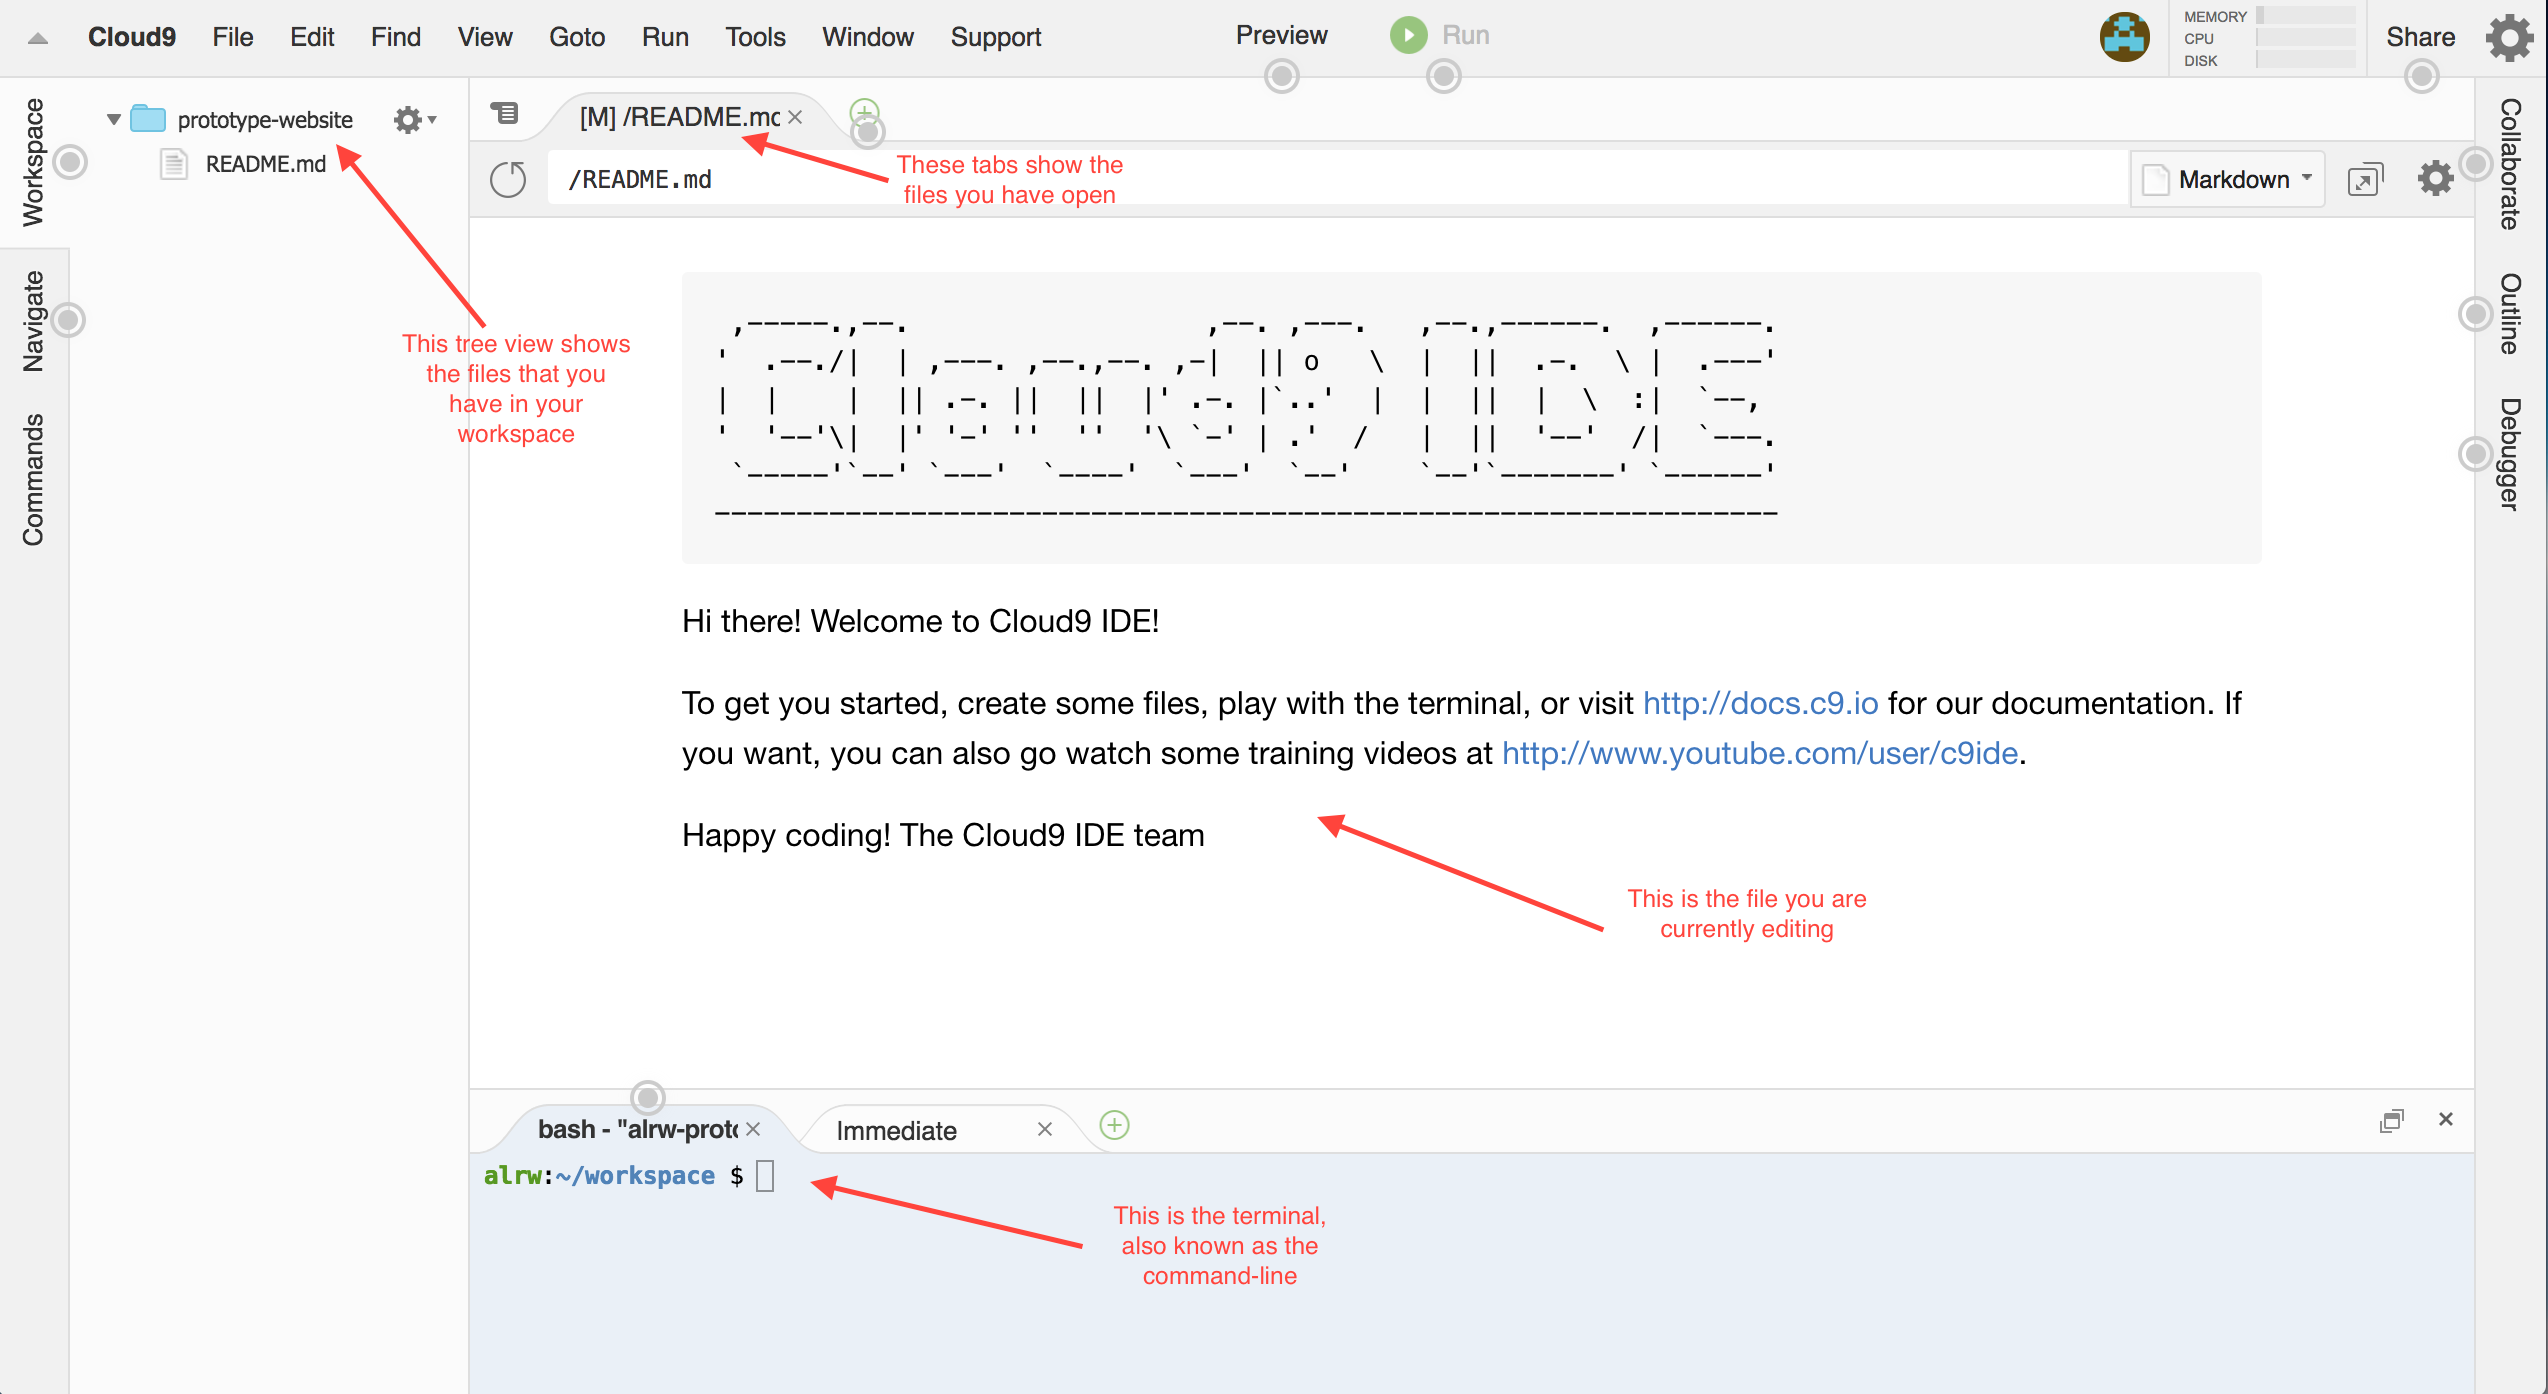 Cloud9 File Edit Find View Goto Run Tools Window Support Preview Run MEMORY CPU DISK Share
Workspace
Navigate
Commands
prototype-website
README.md
[M] /README.mc
/README.md
Markdown
These tabs show the
files you have open
This tree view shows
the files that you
have in your
workspace
 ,-----.,--.                  ,--. ,---.   ,--.,------.  ,------.
'  .--./|  | ,---. ,--.,--. ,-|  || o   \  |  ||  .-.  \ |  .---'
|  |    |  || .-. ||  ||  |' .-. |`..'  |  |  ||  |  \  :|  `--,
'  '--'\|  |' '-' ''  ''  '\ `-' | .'  /   |  ||  '--'  /|  `---.
 `-----'`--' `---'  `----'  `---'  `--'    `--'`-------' `------'
-----------------------------------------------------------------
Hi there! Welcome to Cloud9 IDE!
To get you started, create some files, play with the terminal, or visit http://docs.c9.io for our documentation. If
you want, you can also go watch some training videos at http://www.youtube.com/user/c9ide.
Happy coding! The Cloud9 IDE team
This is the file you are
currently editing
bash - "alrw-proto Immediate
alrw:~/workspace $
This is the terminal,
also known as the
command-line
Collaborate
Outline
Debugger